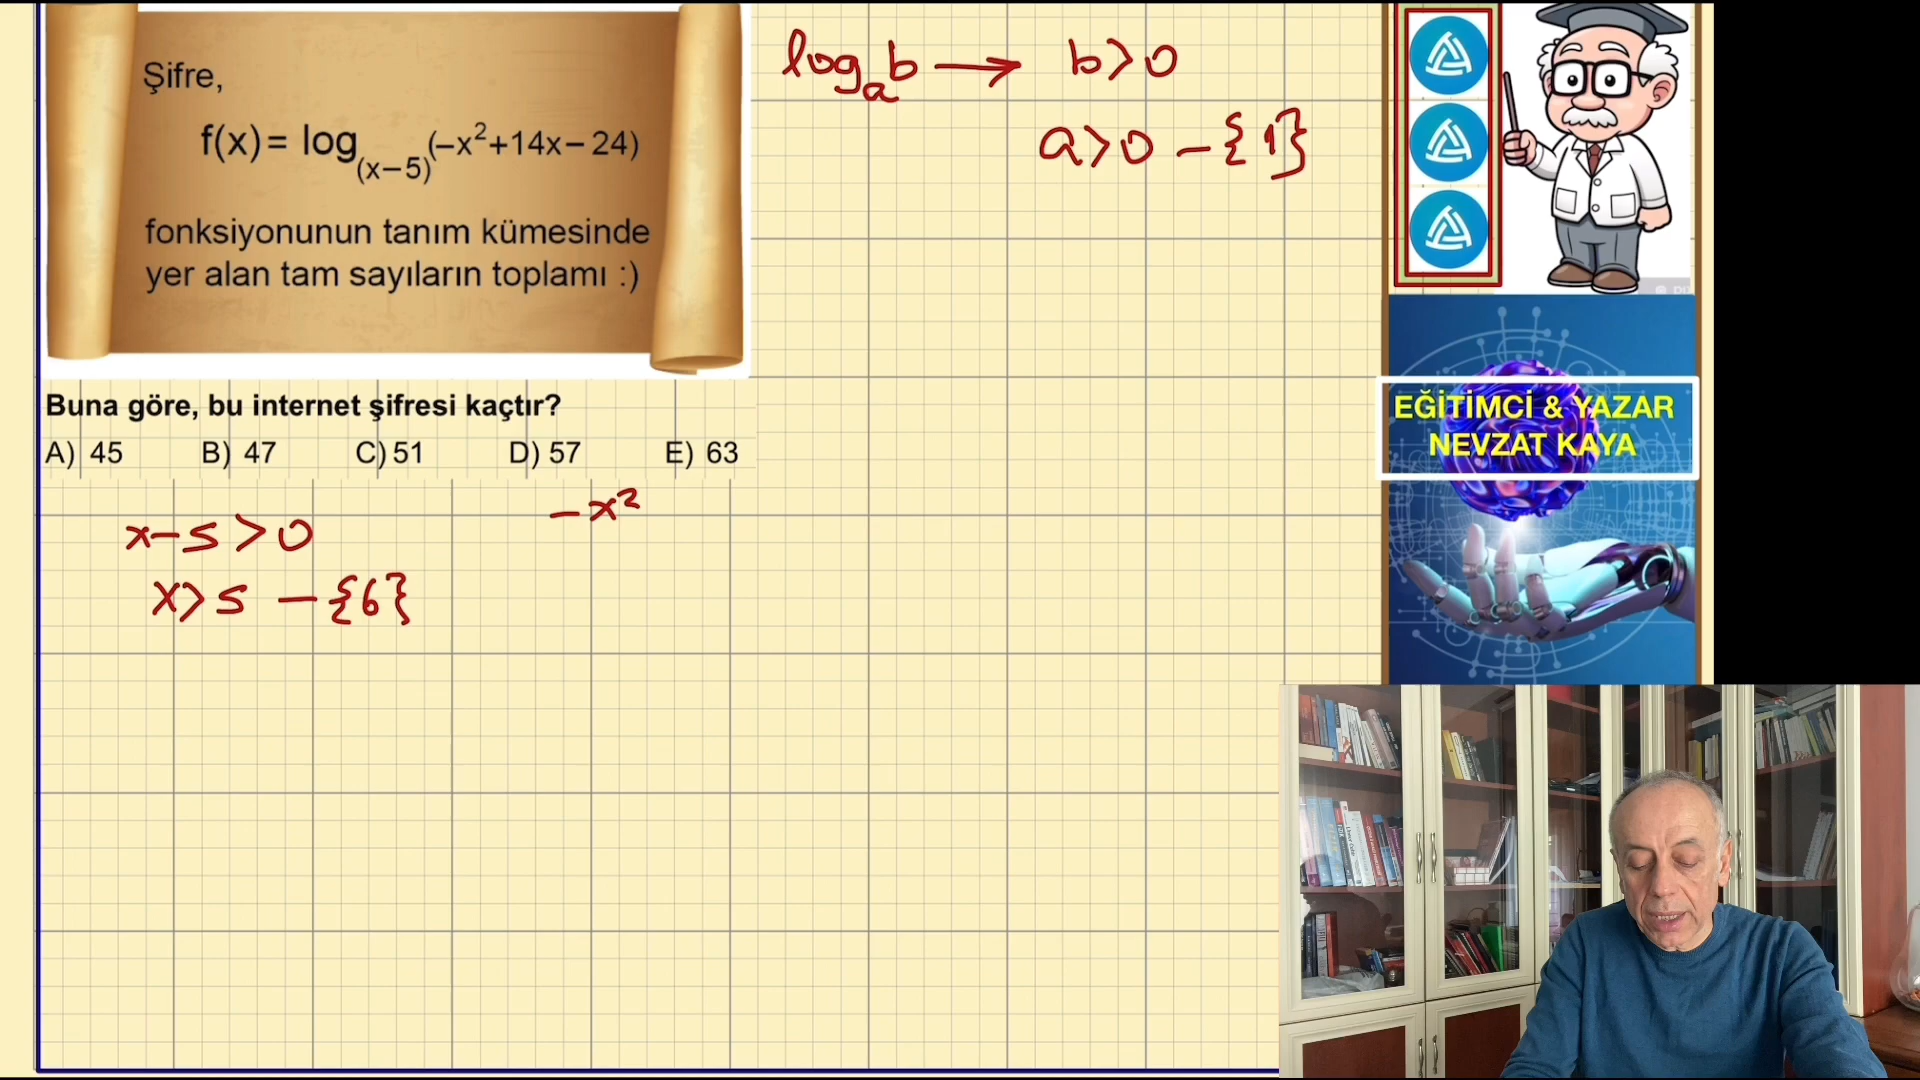 Şifre,
f(x) = log(x−5)(−x²+14x−24)
fonksiyonunun tanım kümesinde
yer alan tam sayıların toplamı :)
Buna göre, bu internet şifresi kaçtır?
A) 45 B) 47 C) 51 D) 57 E) 63
x−5>0
x>5 −{6}
−x²
logₐb → b>0
a>0 −{1}
EĞİTİMCİ & YAZAR
NEVZAT KAYA